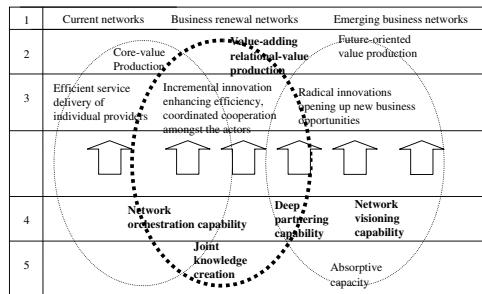 1 Current networks Business renewal networks Emerging business networks
2
Core-value
Production
Value-adding
relational-value
production
Future-oriented
value production
3
Efficient service
delivery of
individual providers
Incremental innovation
enhancing efficiency,
coordinated cooperation
amongst the actors
Radical innovations
opening up new business
opportunities
4
Network
orchestration capability
Deep
partnering
capability
Network
visioning
capability
5
Joint
knowledge
creation
Absorptive
capacity